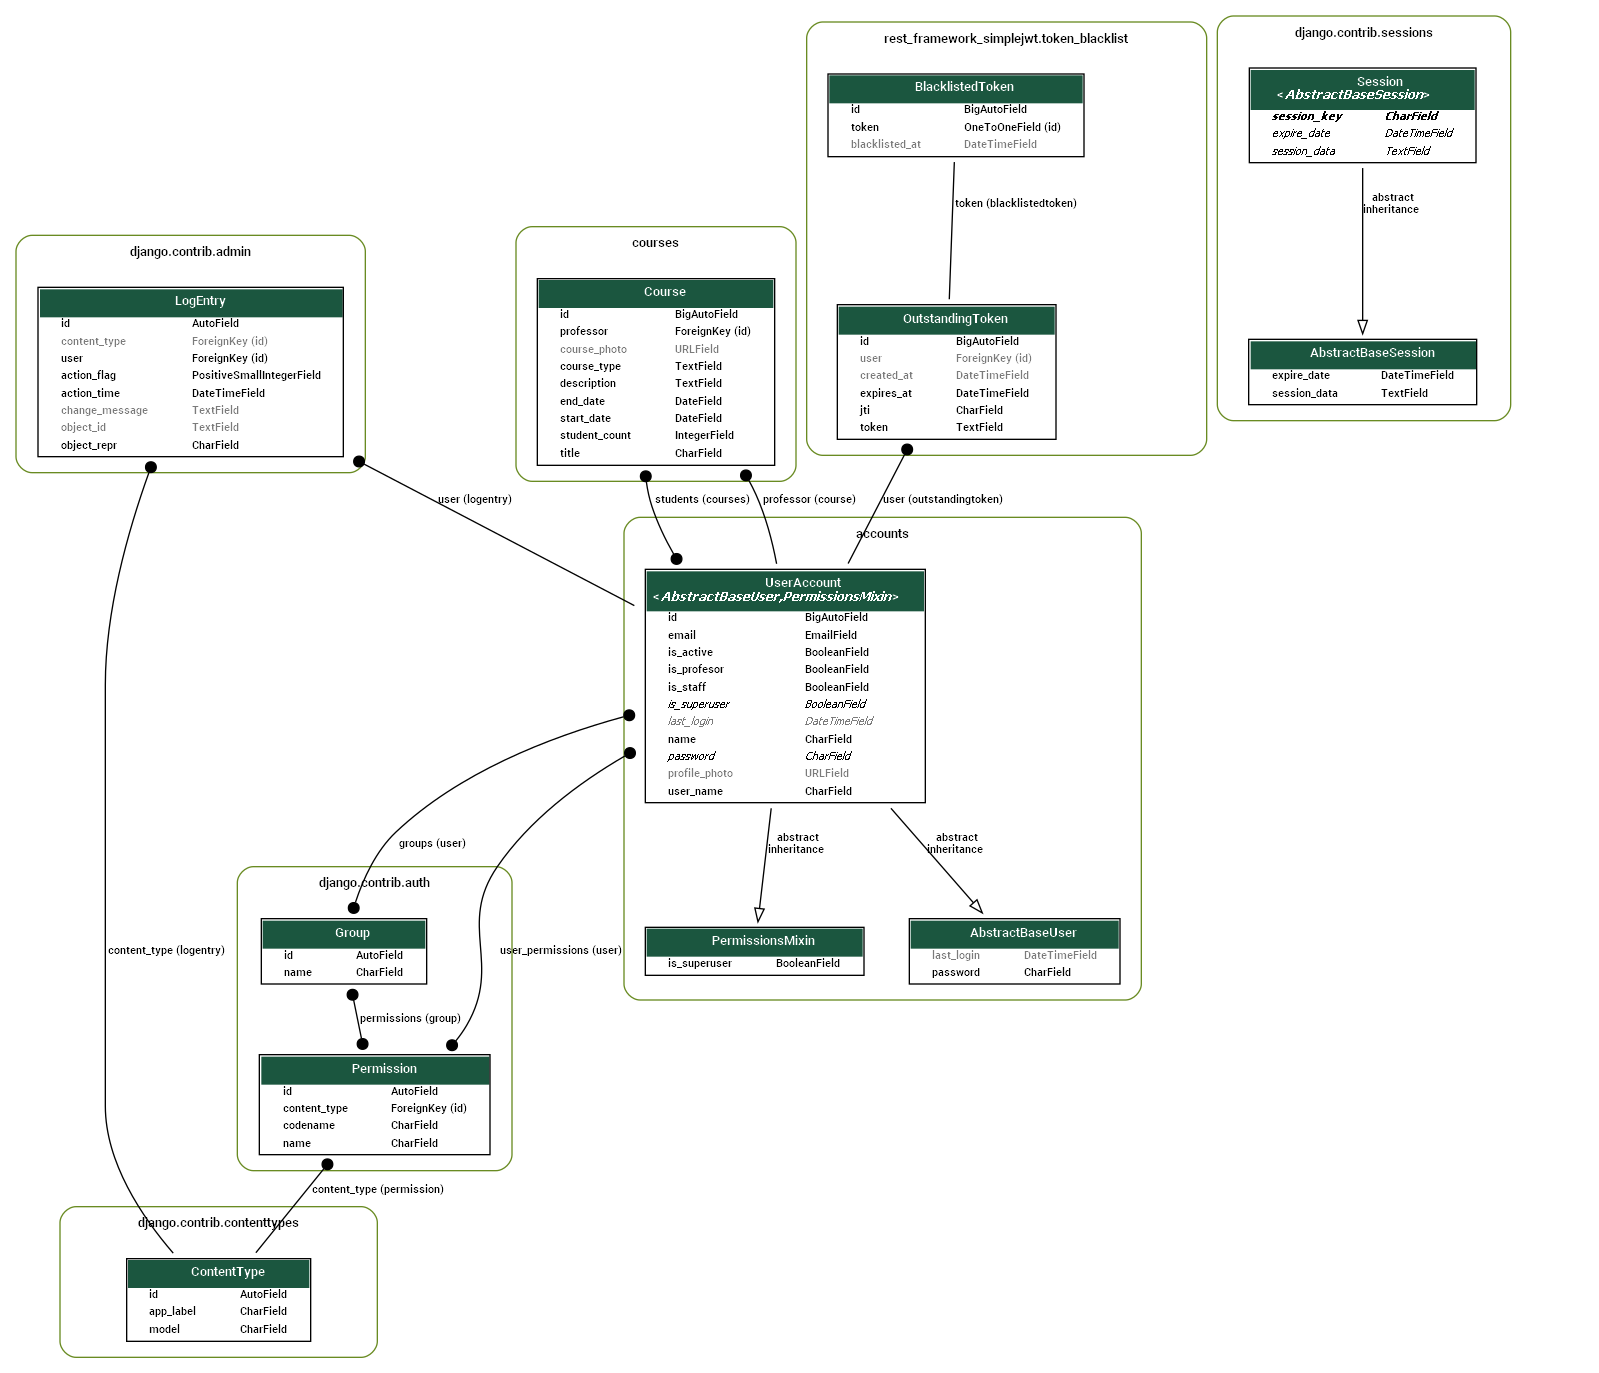 rest_framework_simplejwt.token_blacklist
BlacklistedToken
id BigAutoField
token OneToOneField (id)
blacklisted_at DateTimeField
token (blacklistedtoken)
OutstandingToken
id BigAutoField
user ForeignKey (id)
created_at DateTimeField
expires_at DateTimeField
jti CharField
token TextField
django.contrib.sessions
Session
<AbstractBaseSession>
session_key CharField
expire_date DateTimeField
session_data TextField
abstract
inheritance
AbstractBaseSession
expire_date DateTimeField
session_data TextField
django.contrib.admin
LogEntry
id AutoField
content_type ForeignKey (id)
user ForeignKey (id)
action_flag PositiveSmallIntegerField
action_time DateTimeField
change_message TextField
object_id TextField
object_repr CharField
courses
Course
id BigAutoField
professor ForeignKey (id)
course_photo URLField
course_type TextField
description TextField
end_date DateField
start_date DateField
student_count IntegerField
title CharField
user (logentry)
students (courses)
professor (course)
user (outstandingtoken)
accounts
UserAccount
<AbstractBaseUser,PermissionsMixin>
id BigAutoField
email EmailField
is_active BooleanField
is_profesor BooleanField
is_staff BooleanField
is_superuser BooleanField
last_login DateTimeField
name CharField
password CharField
profile_photo URLField
user_name CharField
abstract
inheritance
abstract
inheritance
PermissionsMixin
is_superuser BooleanField
AbstractBaseUser
last_login DateTimeField
password CharField
groups (user)
django.contrib.auth
Group
id AutoField
name CharField
content_type (logentry)
user_permissions (user)
permissions (group)
Permission
id AutoField
content_type ForeignKey (id)
codename CharField
name CharField
content_type (permission)
django.contrib.contenttypes
ContentType
id AutoField
app_label CharField
model CharField